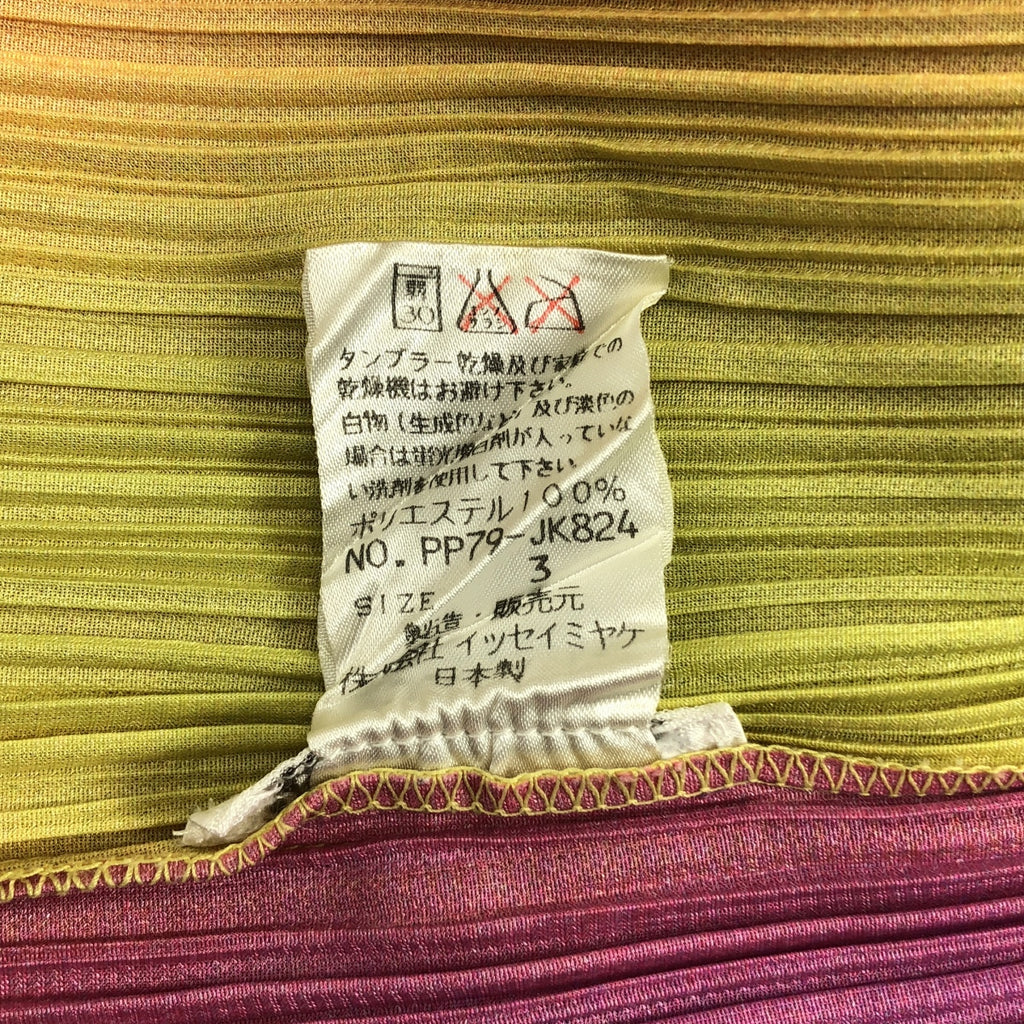 弱
30
タンブラー乾燥及び家庭での
乾燥機はお避け下さい。
白物(生成色など)及び淡色の
場合は蛍光増白剤が入っていな
い洗剤を使用して下さい。
ポリエステル100%
NO. PP79-JK824
3
SIZE
製造・販売元
株式会社イッセイミヤケ
日本製